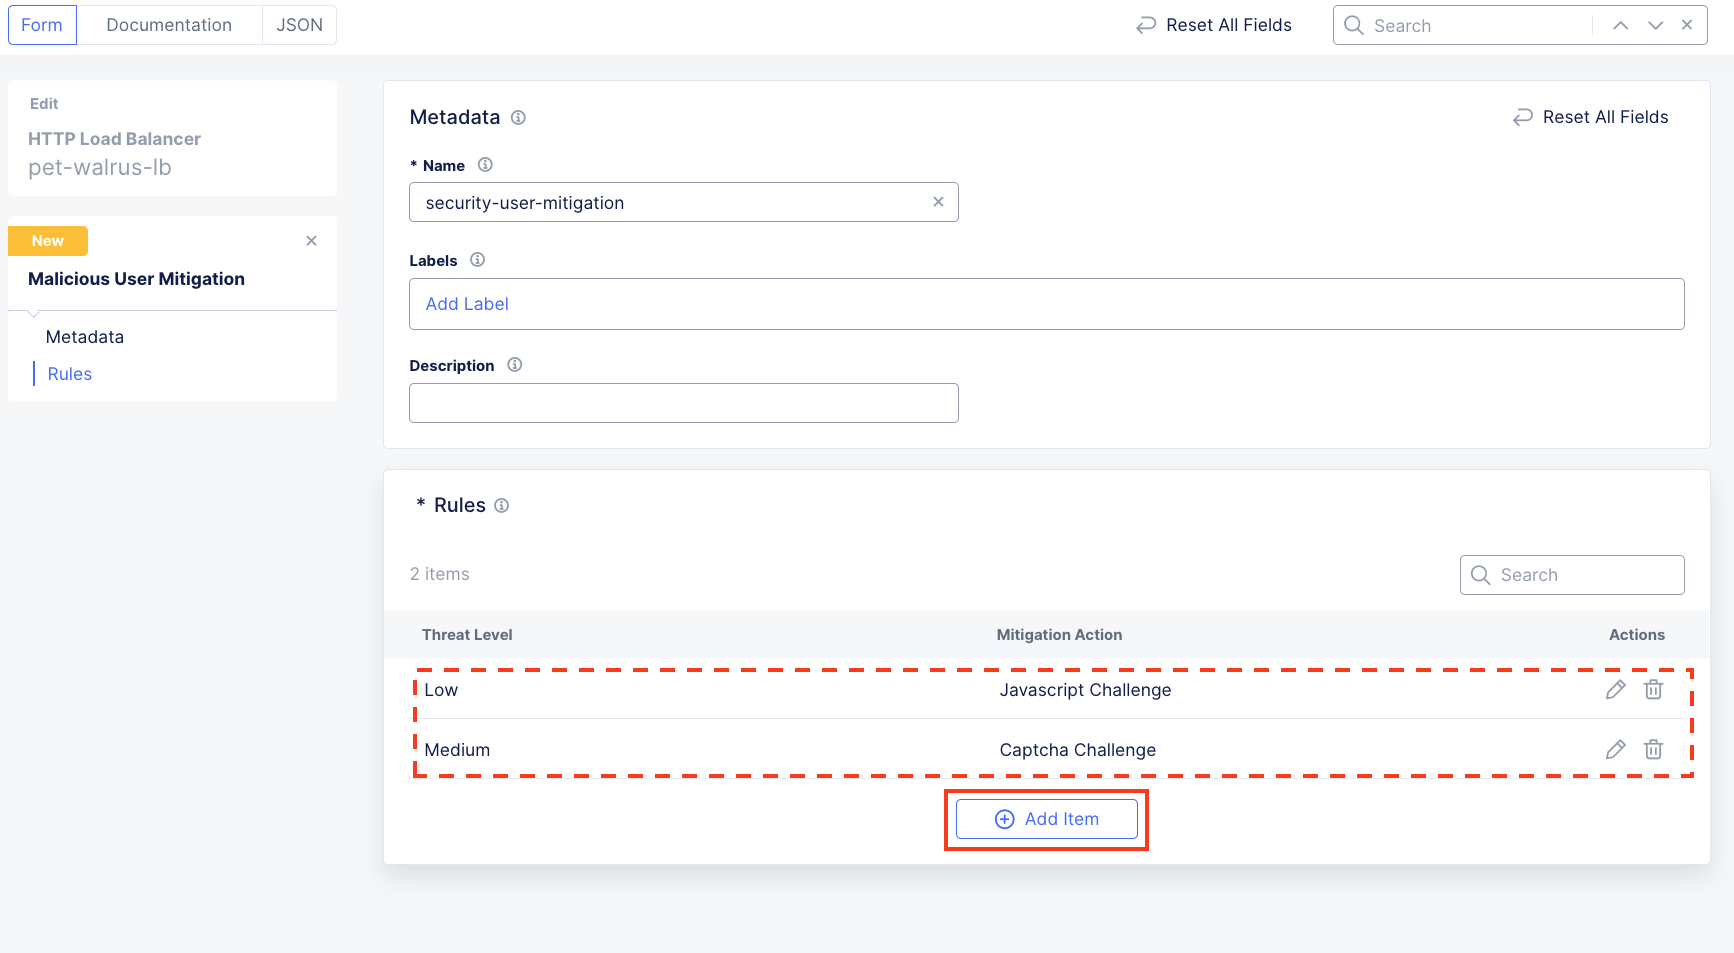 Form Documentation JSON Reset All Fields Search
Edit
HTTP Load Balancer
pet-walrus-lb
New
Malicious User Mitigation
Metadata
Rules
Metadata Reset All Fields
* Name
security-user-mitigation
Labels
Add Label
Description
* Rules
2 items Search
Threat Level Mitigation Action Actions
Low Javascript Challenge
Medium Captcha Challenge
Add Item